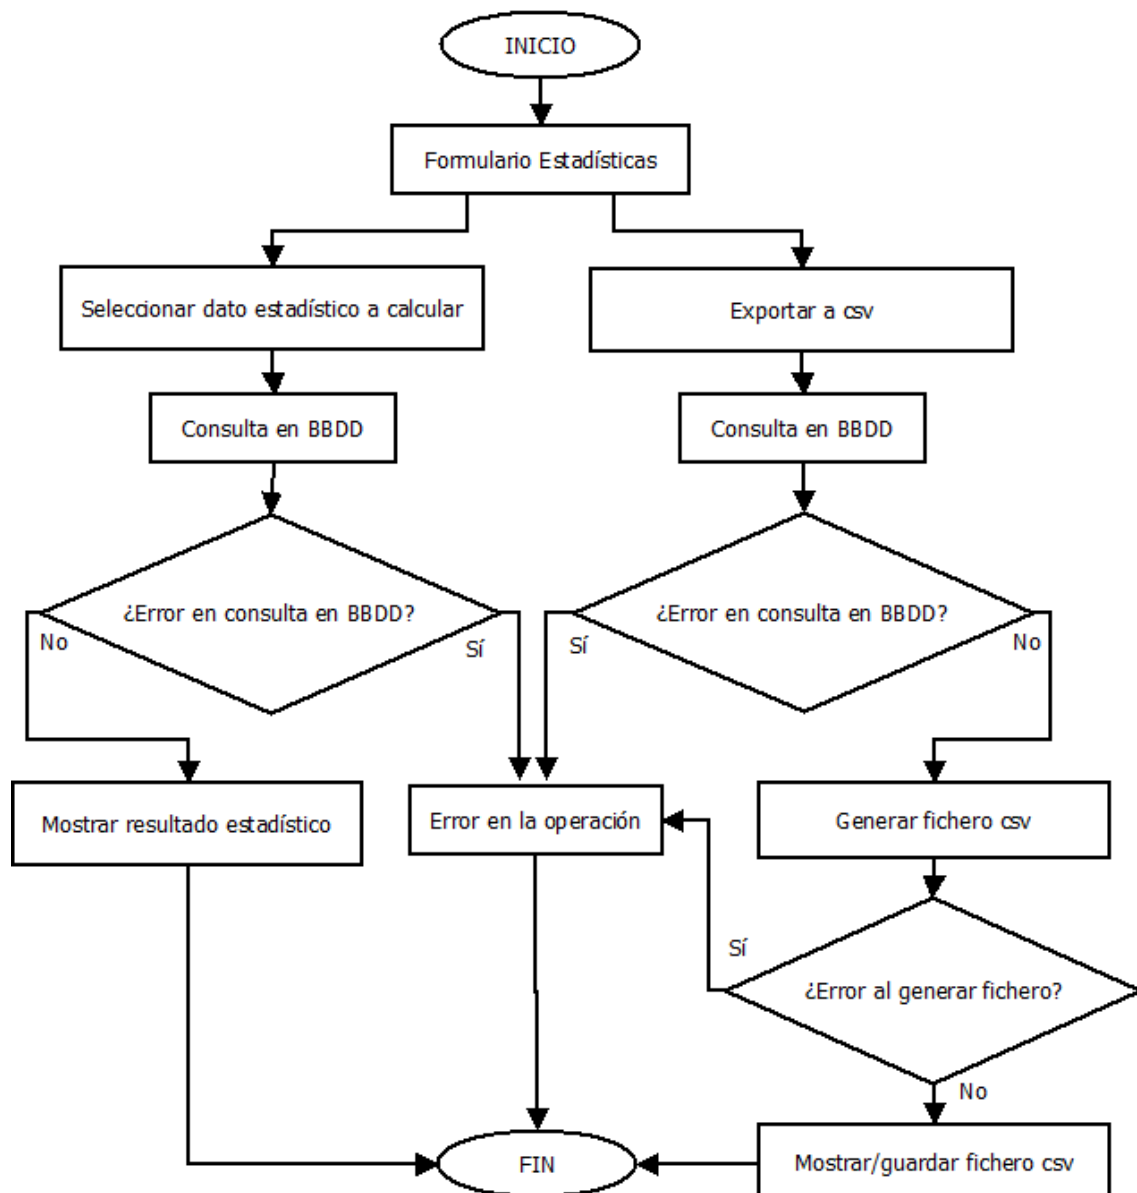 INICIO
Formulario Estadísticas
Seleccionar dato estadístico a calcular
Exportar a csv
Consulta en BBDD
Consulta en BBDD
¿Error en consulta en BBDD?
¿Error en consulta en BBDD?
No
Sí
Sí
No
Mostrar resultado estadístico
Error en la operación
Generar fichero csv
Sí
¿Error al generar fichero?
No
FIN
Mostrar/guardar fichero csv